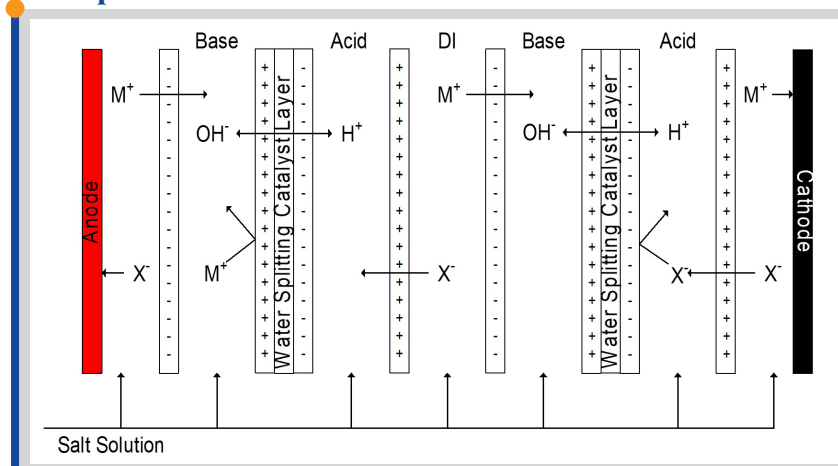 Base Acid DI Base Acid
M⁺ M⁺ M⁺
OH⁻ H⁺ OH⁻ H⁺
Anode
Water Splitting Catalyst Layer
Water Splitting Catalyst Layer
Cathode
X⁻ M⁺ X⁻ X⁻ X⁻
Salt Solution